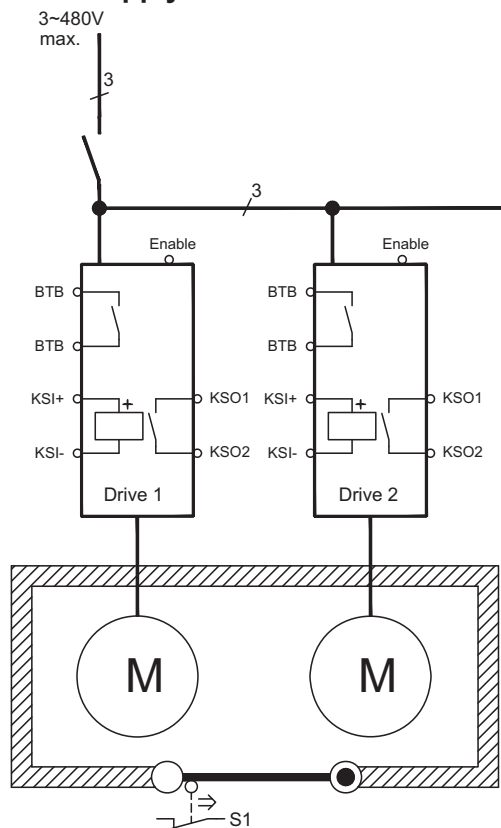 3~480V
max.
3
3
Enable
Enable
BTB
BTB
BTB
BTB
KSI+
KSO1
KSI+
KSO1
KSI-
KSO2
KSI-
KSO2
Drive 1
Drive 2
M
M
S1